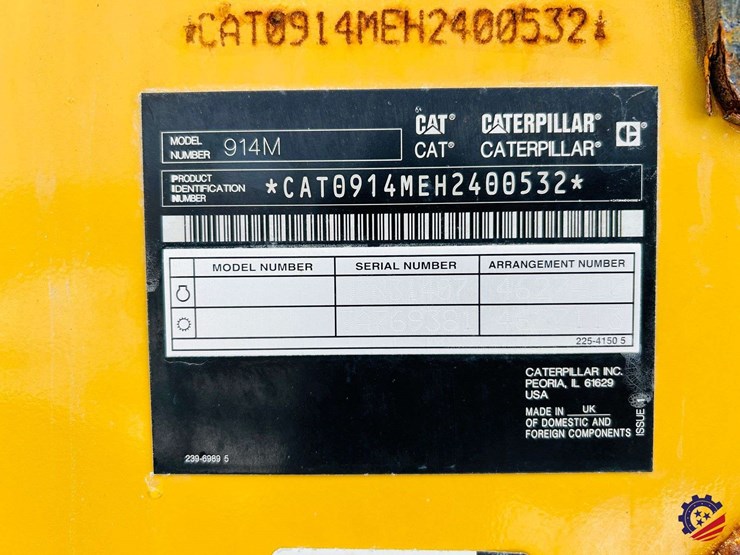 *CAT0914MEH2400532*
CAT® CATERPILLAR®
MODEL NUMBER 914M
CAT® CATERPILLAR® C®
PRODUCT IDENTIFICATION NUMBER *CAT0914MEH2400532*
MODEL NUMBER SERIAL NUMBER ARRANGEMENT NUMBER
225-4150 5
CATERPILLAR INC.
PEORIA, IL 61629
USA
MADE IN UK
OF DOMESTIC AND
FOREIGN COMPONENTS
ISSUE 1
239-6969 5